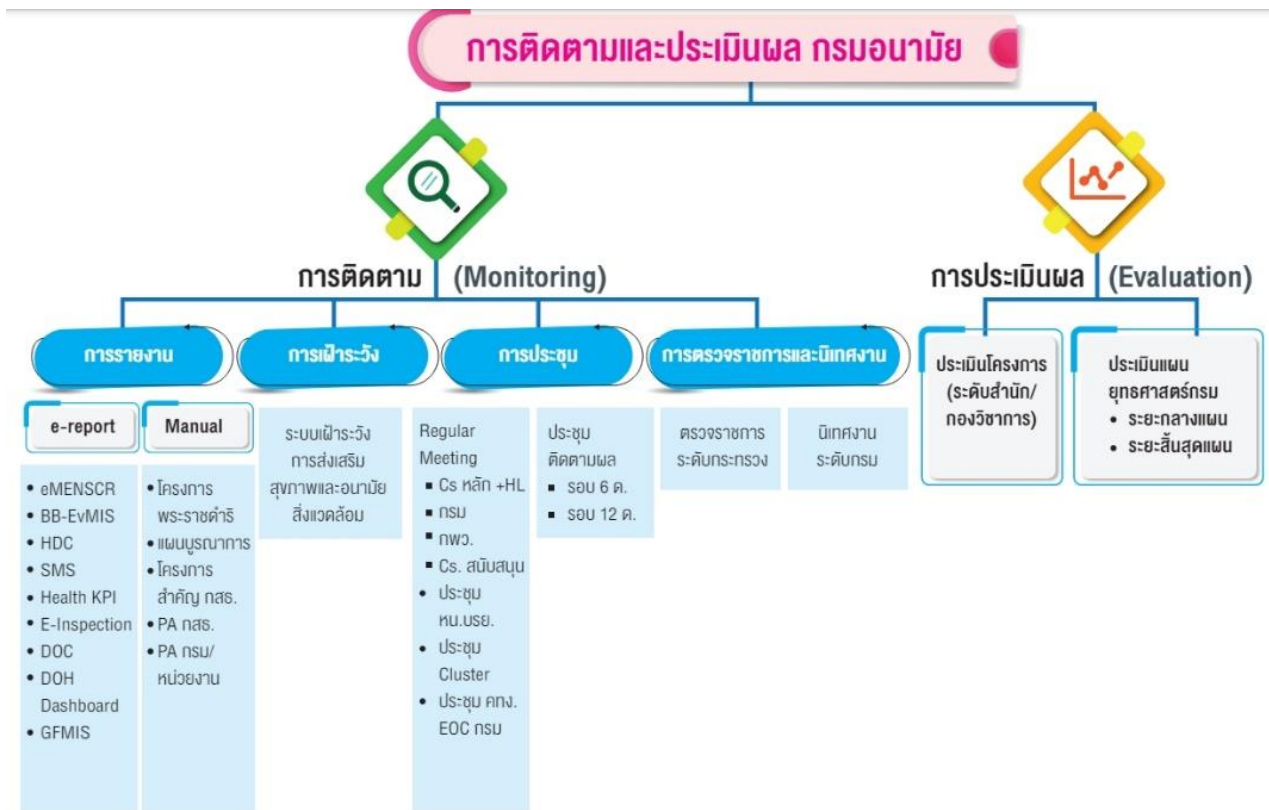 การติดตามและประเมินผล กรมอนามัย
การติดตาม (Monitoring)
การประเมินผล (Evaluation)
การรายงาน
การเฝ้าระวัง
การประชุม
การตรวจราชการและนิเทศงาน
e-report
• eMENSCR
• BB-EvMIS
• HDC
• SMS
• Health KPI
• E-Inspection
• DOC
• DOH
Dashboard
• GFMIS
Manual
• โครงการ
พระราชดำริ
• แผนบูรณาการ
• โครงการ
สำคัญ กสธ.
• PA กสธ.
• PA กรม/
หน่วยงาน
ระบบเฝ้าระวัง
การส่งเสริม
สุขภาพและอนามัย
สิ่งแวดล้อม
Regular
Meeting
▪ Cs หลัก +HL
▪ กรม
▪ กพว.
▪ Cs. สนับสนุน
• ประชุม
หน.บรย.
• ประชุม
Cluster
• ประชุม คทง.
EOC กรม
ประชุม
ติดตามผล
▪ รอบ 6 ด.
▪ รอบ 12 ด.
ตรวจราชการ
ระดับกระทรวง
นิเทศงาน
ระดับกรม
ประเมินโครงการ
(ระดับสำนัก/
กองวิชาการ)
ประเมินแผน
ยุทธศาสตร์กรม
• ระยะกลางแผน
• ระยะสิ้นสุดแผน